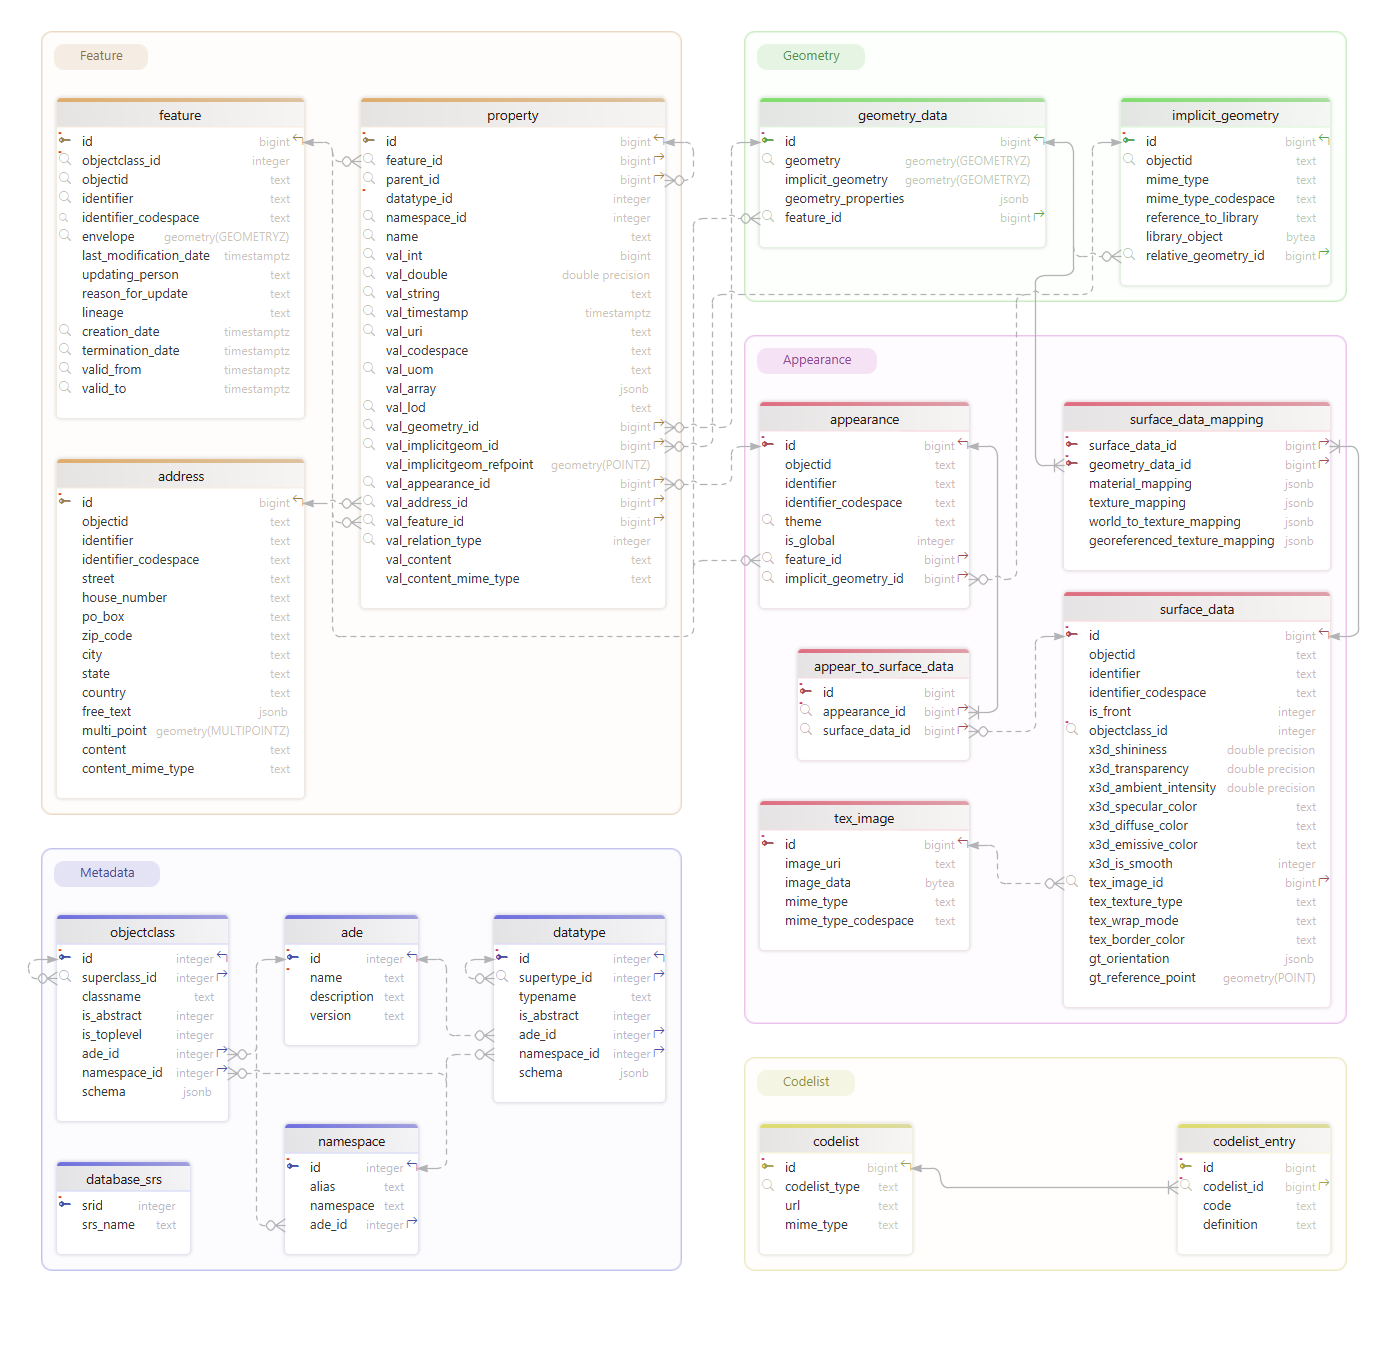 Feature
feature
id bigint
objectclass_id integer
objectid text
identifier text
identifier_codespace text
envelope geometry(GEOMETRYZ)
last_modification_date timestamptz
updating_person text
reason_for_update text
lineage text
creation_date timestamptz
termination_date timestamptz
valid_from timestamptz
valid_to timestamptz
property
id bigint
feature_id bigint
parent_id bigint
datatype_id integer
namespace_id integer
name text
val_int bigint
val_double double precision
val_string text
val_timestamp timestamptz
val_uri text
val_codespace text
val_uom text
val_array jsonb
val_lod text
val_geometry_id bigint
val_implicitgeom_id bigint
val_implicitgeom_refpoint geometry(POINTZ)
val_appearance_id bigint
val_address_id bigint
val_feature_id bigint
val_relation_type integer
val_content text
val_content_mime_type text
address
id bigint
objectid text
identifier text
identifier_codespace text
street text
house_number text
po_box text
zip_code text
city text
state text
country text
free_text jsonb
multi_point geometry(MULTIPOINTZ)
content text
content_mime_type text
Geometry
geometry_data
id bigint
geometry geometry(GEOMETRYZ)
implicit_geometry geometry(GEOMETRYZ)
geometry_properties jsonb
feature_id bigint
implicit_geometry
id bigint
objectid text
mime_type text
mime_type_codespace text
reference_to_library text
library_object bytea
relative_geometry_id bigint
Appearance
appearance
id bigint
objectid text
identifier text
identifier_codespace text
theme text
is_global integer
feature_id bigint
implicit_geometry_id bigint
surface_data_mapping
surface_data_id bigint
geometry_data_id bigint
material_mapping jsonb
texture_mapping jsonb
world_to_texture_mapping jsonb
georeferenced_texture_mapping jsonb
appear_to_surface_data
id bigint
appearance_id bigint
surface_data_id bigint
surface_data
id bigint
objectid text
identifier text
identifier_codespace text
is_front integer
objectclass_id integer
x3d_shininess double precision
x3d_transparency double precision
x3d_ambient_intensity double precision
x3d_specular_color text
x3d_diffuse_color text
x3d_emissive_color text
x3d_is_smooth integer
tex_image_id bigint
tex_texture_type text
tex_wrap_mode text
tex_border_color text
gt_orientation jsonb
gt_reference_point geometry(POINT)
tex_image
id bigint
image_uri text
image_data bytea
mime_type text
mime_type_codespace text
Metadata
objectclass
id integer
superclass_id integer
classname text
is_abstract integer
is_toplevel integer
ade_id integer
namespace_id integer
schema jsonb
ade
id integer
name text
description text
version text
datatype
id integer
supertype_id integer
typename text
is_abstract integer
ade_id integer
namespace_id integer
schema jsonb
database_srs
srid integer
srs_name text
namespace
id integer
alias text
namespace text
ade_id integer
Codelist
codelist
id bigint
codelist_type text
url text
mime_type text
codelist_entry
id bigint
codelist_id bigint
code text
definition text